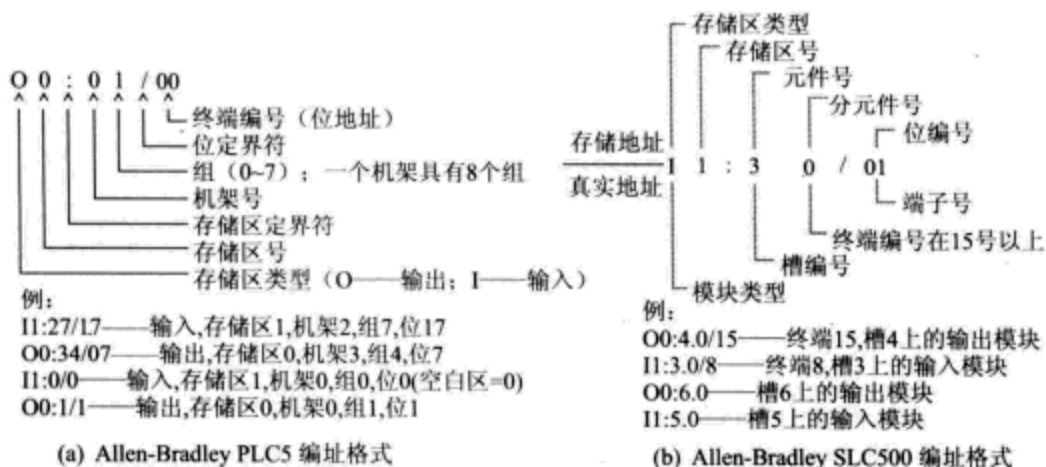 O 0 : 0 1 / 00
终端编号（位地址）
位定界符
组（0~7）；一个机架具有8个组
机架号
存储区定界符
存储区号
存储区类型（O——输出；I——输入）
例：
I1:27/17——输入,存储区1,机架2,组7,位17
O0:34/07——输出,存储区0,机架3,组4,位7
I1:0/0——输入,存储区1,机架0,组0,位0(空白区=0)
O0:1/1——输出,存储区0,机架0,组1,位1
(a) Allen-Bradley PLC5 编址格式
存储区类型
存储区号
元件号
分元件号
位编号
存储地址
I 1 : 3 0 / 01
真实地址
端子号
终端编号在15号以上
槽编号
模块类型
例：
O0:4.0/15——终端15,槽4上的输出模块
I1:3.0/8——终端8,槽3上的输入模块
O0:6.0——槽6上的输出模块
I1:5.0——槽5上的输入模块
(b) Allen-Bradley SLC500 编址格式